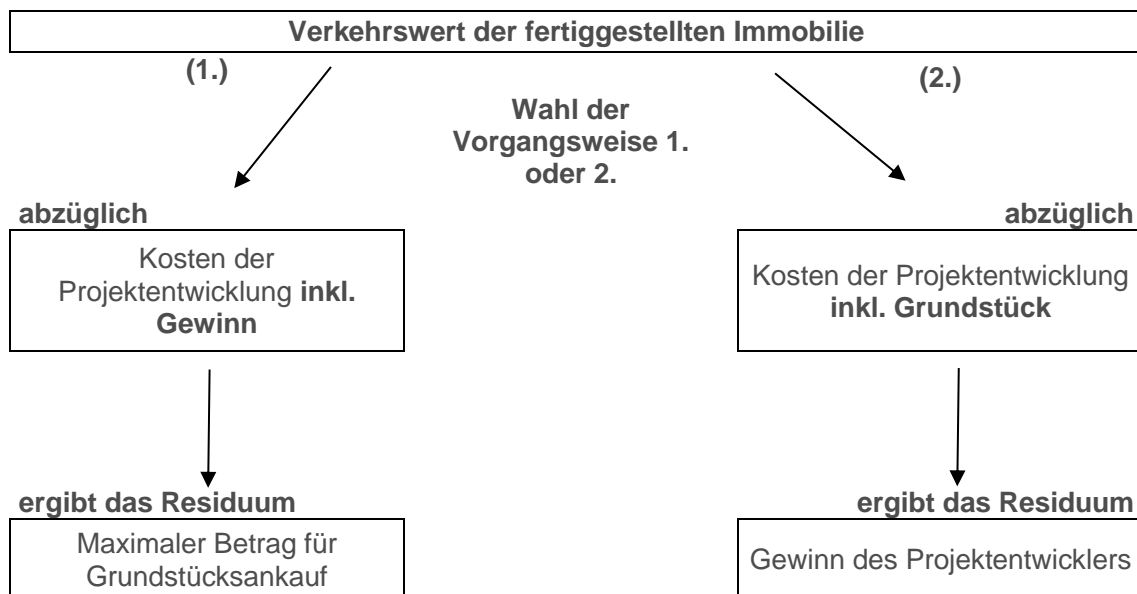 Verkehrswert der fertiggestellten Immobilie
(1.)
(2.)
Wahl der
Vorgangsweise 1.
oder 2.
abzüglich
Kosten der
Projektentwicklung inkl.
Gewinn
abzüglich
Kosten der Projektentwicklung
inkl. Grundstück
ergibt das Residuum
Maximaler Betrag für
Grundstücksankauf
ergibt das Residuum
Gewinn des Projektentwicklers